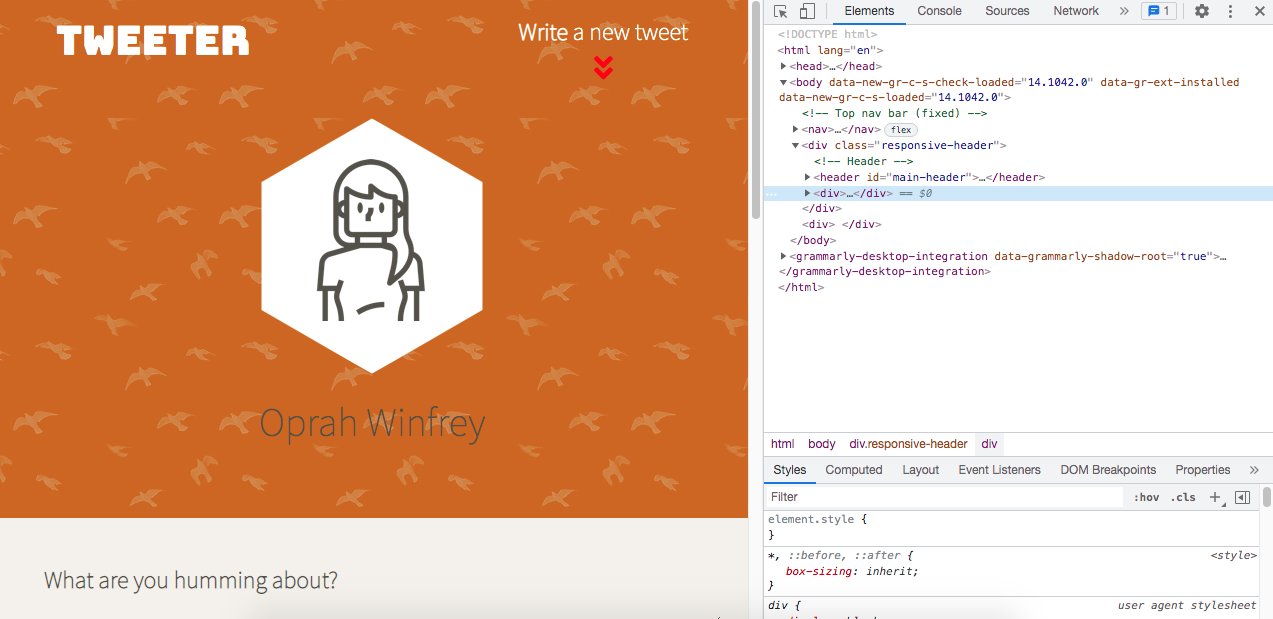 TWEETER
Write a new tweet
Oprah Winfrey
What are you humming about?
Elements Console Sources Network » 1
<!DOCTYPE html>
<html lang="en">
<head>…</head>
<body data-new-gr-c-s-check-loaded="14.1042.0" data-gr-ext-installed
data-new-gr-c-s-loaded="14.1042.0">
<!-- Top nav bar (fixed) -->
<nav>…</nav> flex
<div class="responsive-header">
<!-- Header -->
<header id="main-header">…</header>
… <div>…</div> == $0
</div>
<div> </div>
</body>
<grammarly-desktop-integration data-grammarly-shadow-root="true">…
</grammarly-desktop-integration>
</html>
html body div.responsive-header div
Styles Computed Layout Event Listeners DOM Breakpoints Properties »
Filter :hov .cls +
element.style {
}
*, ::before, ::after { <style>
box-sizing: inherit;
}
div { user agent stylesheet